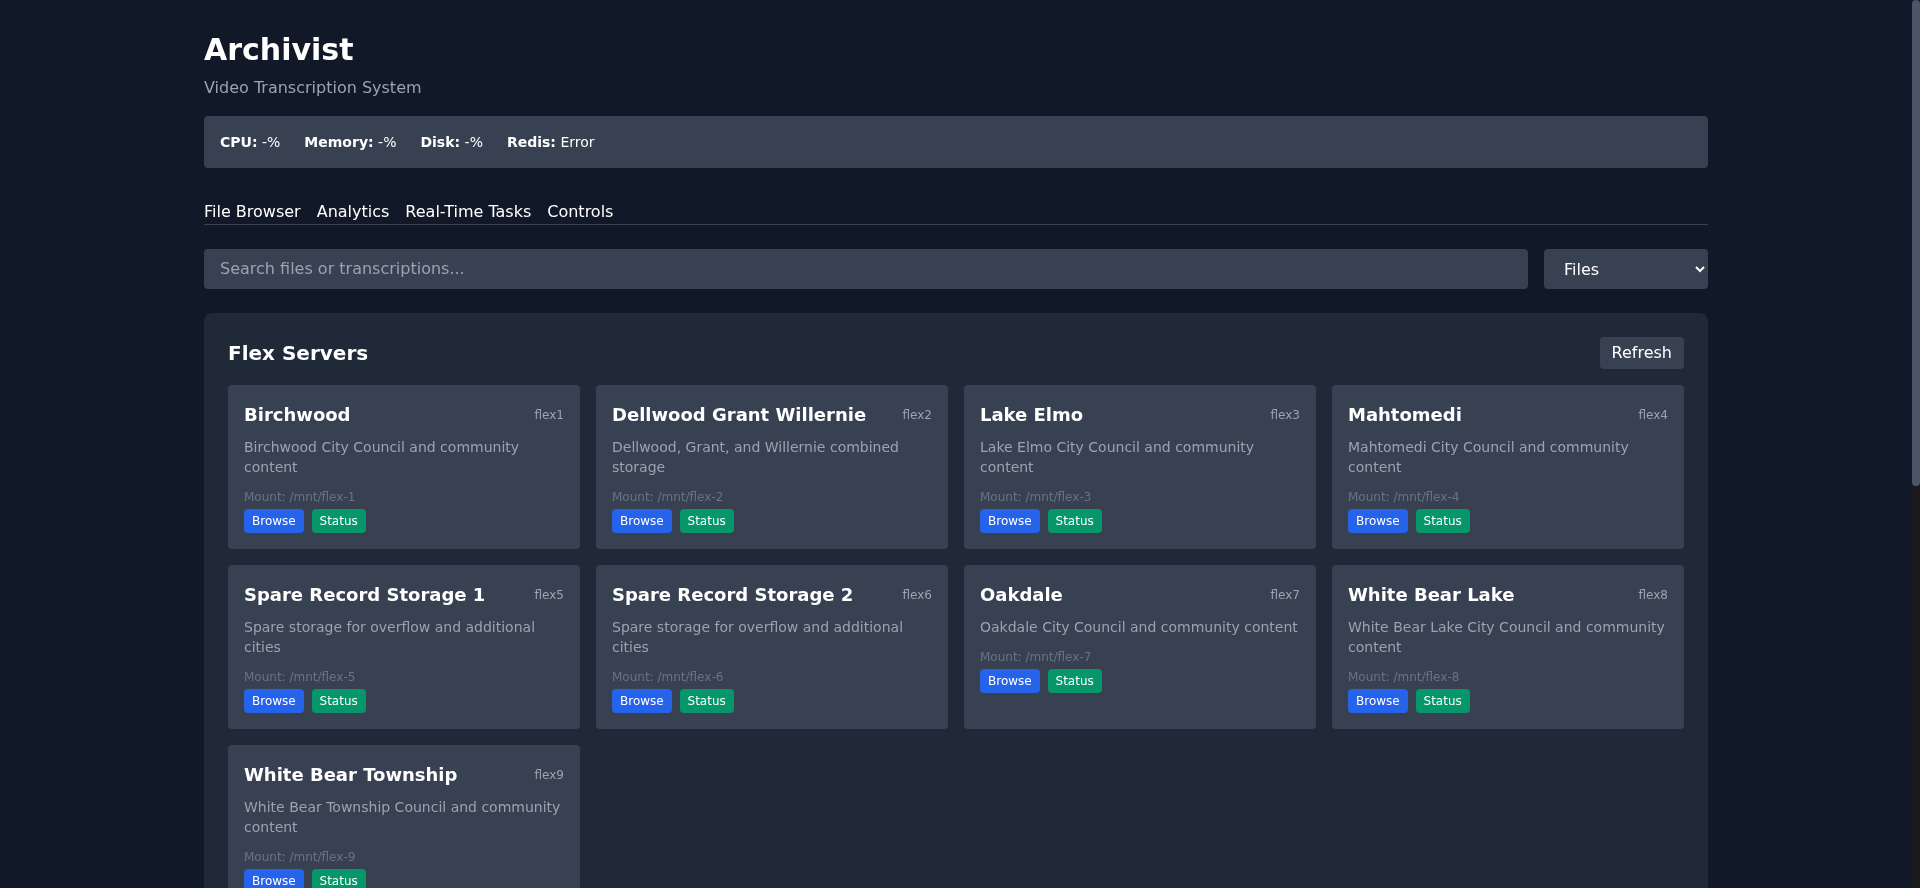 Archivist
Video Transcription System
CPU: -% Memory: -% Disk: -% Redis: Error
File Browser Analytics Real-Time Tasks Controls
Search files or transcriptions...
Files
Flex Servers
Refresh
Birchwood
flex1
Birchwood City Council and community
content
Mount: /mnt/flex-1
Browse Status
Dellwood Grant Willernie
flex2
Dellwood, Grant, and Willernie combined
storage
Mount: /mnt/flex-2
Browse Status
Lake Elmo
flex3
Lake Elmo City Council and community
content
Mount: /mnt/flex-3
Browse Status
Mahtomedi
flex4
Mahtomedi City Council and community
content
Mount: /mnt/flex-4
Browse Status
Spare Record Storage 1
flex5
Spare storage for overflow and additional
cities
Mount: /mnt/flex-5
Browse Status
Spare Record Storage 2
flex6
Spare storage for overflow and additional
cities
Mount: /mnt/flex-6
Browse Status
Oakdale
flex7
Oakdale City Council and community content
Mount: /mnt/flex-7
Browse Status
White Bear Lake
flex8
White Bear Lake City Council and community
content
Mount: /mnt/flex-8
Browse Status
White Bear Township
flex9
White Bear Township Council and community
content
Mount: /mnt/flex-9
Browse Status